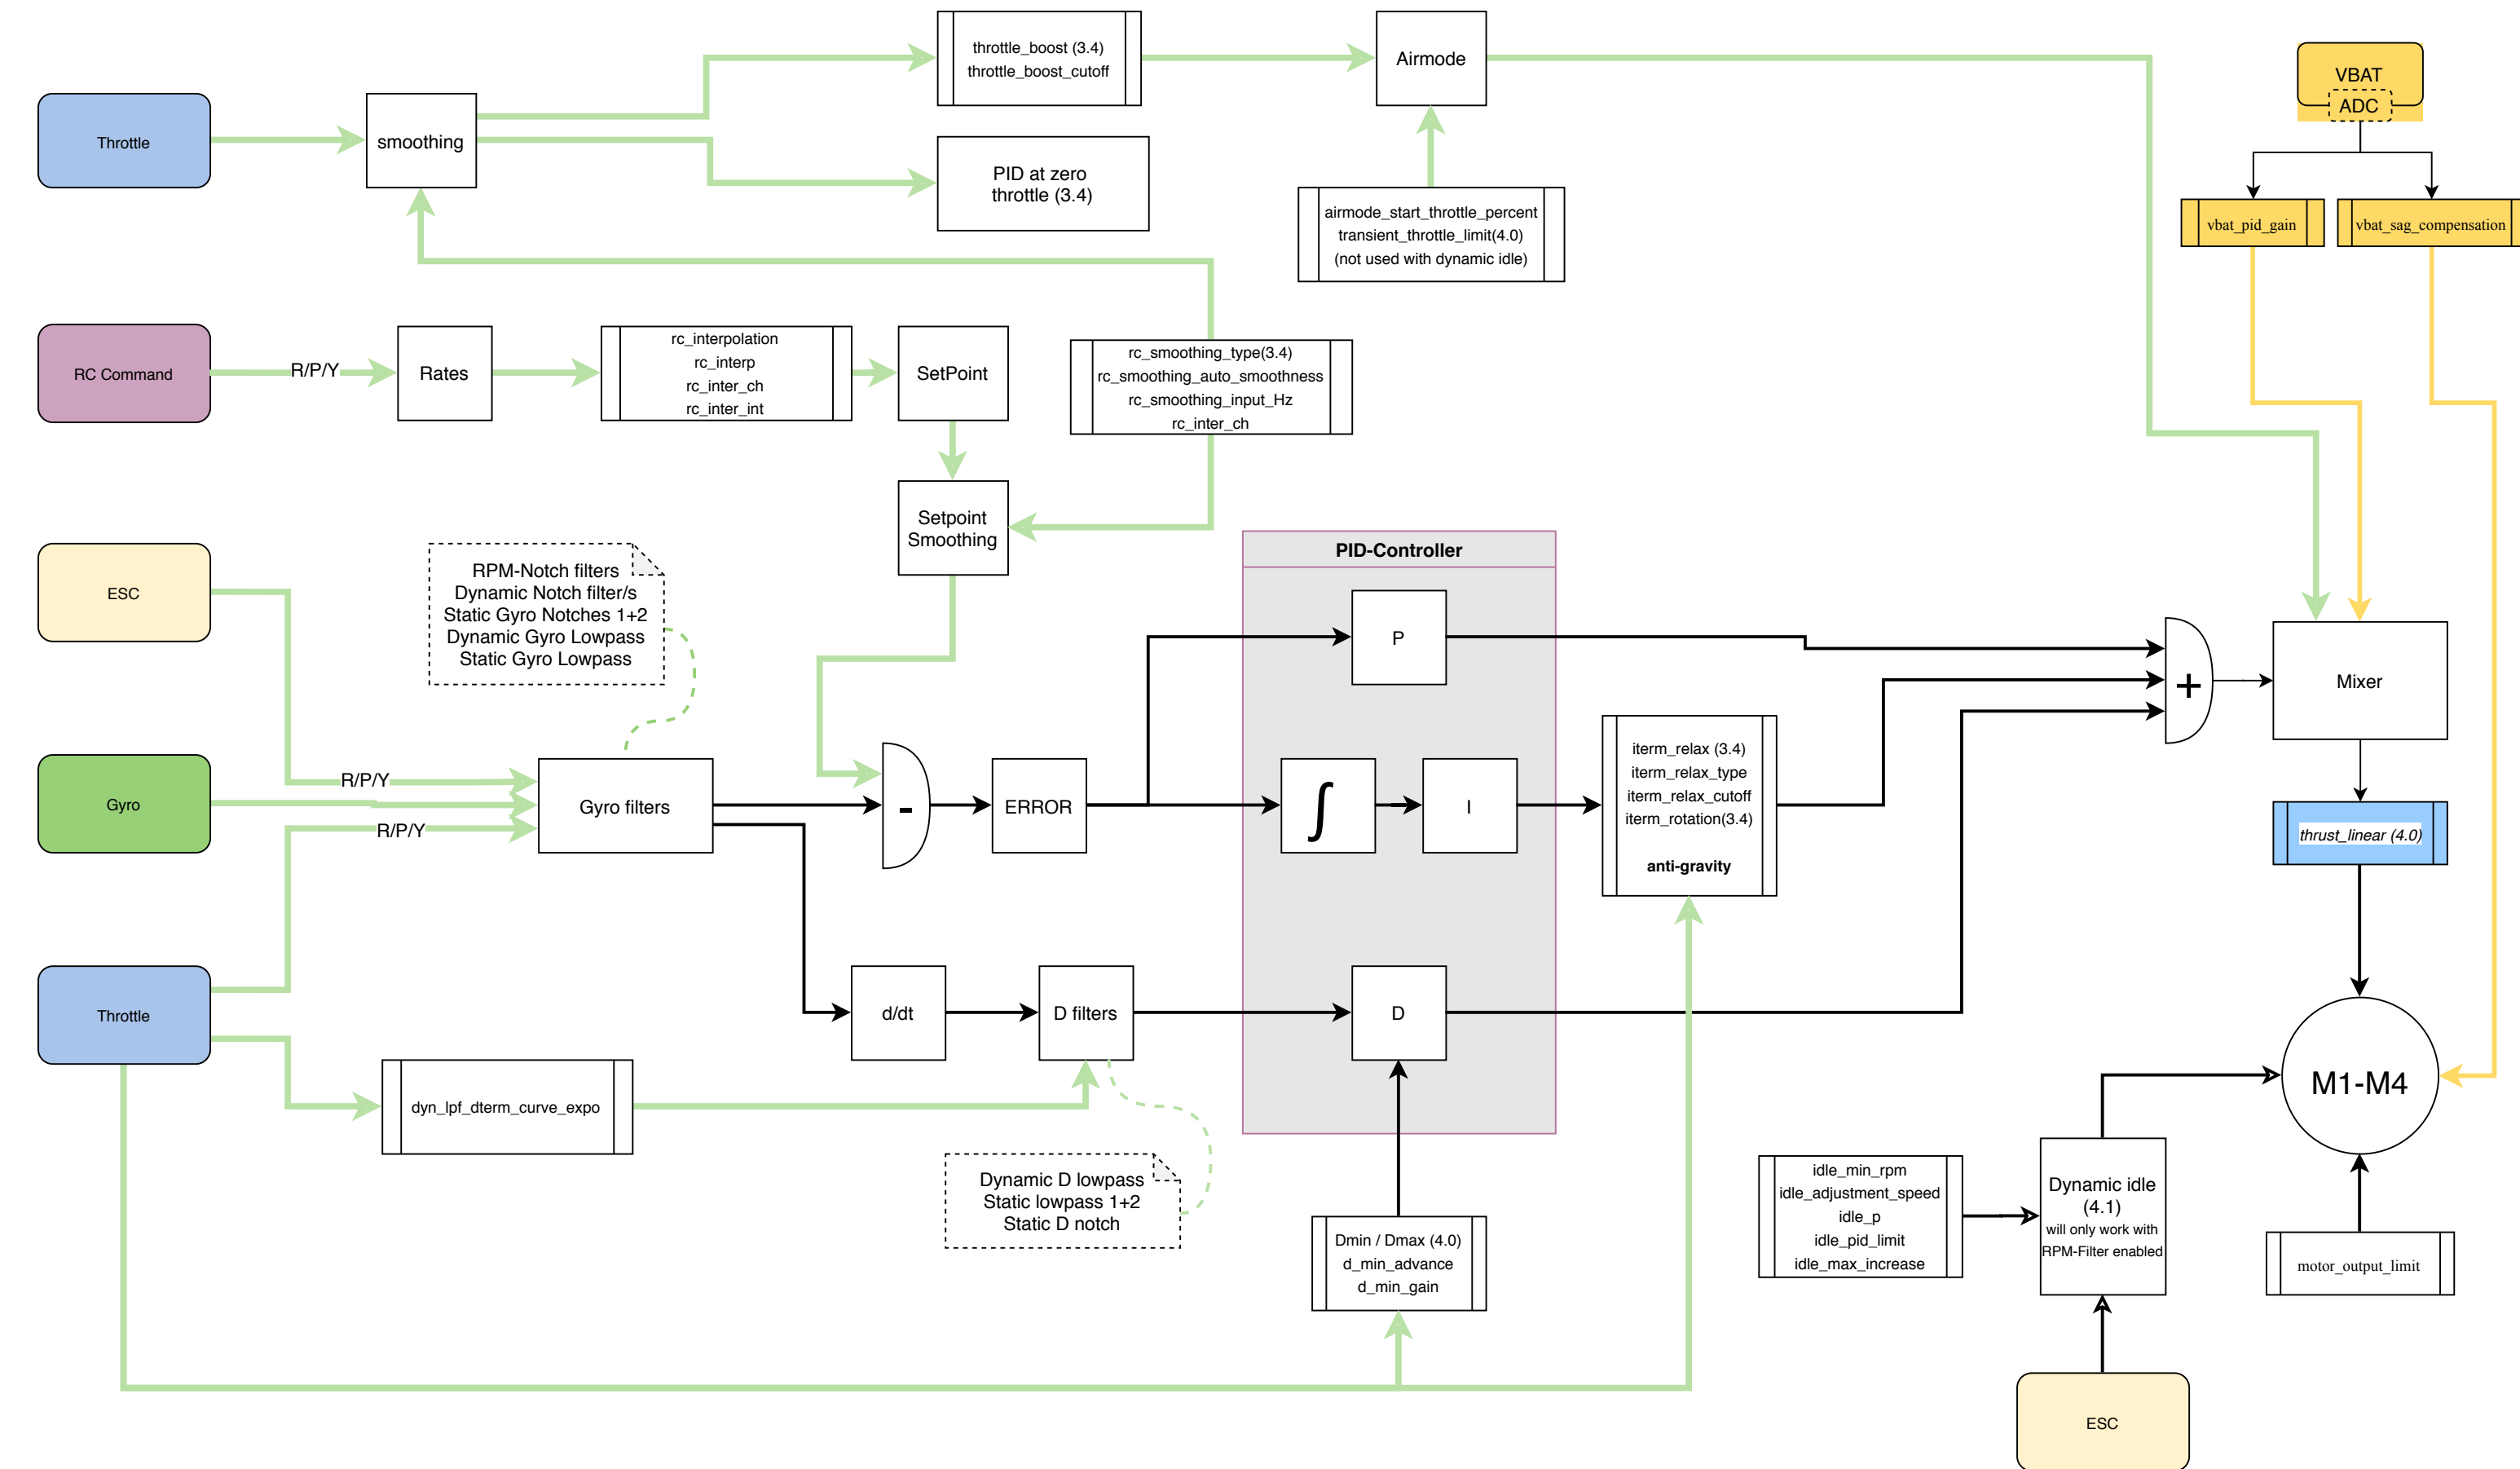 throttle_boost (3.4)
throttle_boost_cutoff
Airmode
VBAT
ADC
Throttle
smoothing
PID at zero
throttle (3.4)
airmode_start_throttle_percent
transient_throttle_limit(4.0)
(not used with dynamic idle)
vbat_pid_gain
vbat_sag_compensation
RC Command
R/P/Y
Rates
rc_interpolation
rc_interp
rc_inter_ch
rc_inter_int
SetPoint
rc_smoothing_type(3.4)
rc_smoothing_auto_smoothness
rc_smoothing_input_Hz
rc_inter_ch
Setpoint
Smoothing
ESC
RPM-Notch filters
Dynamic Notch filter/s
Static Gyro Notches 1+2
Dynamic Gyro Lowpass
Static Gyro Lowpass
PID-Controller
P
+
Mixer
R/P/Y
Gyro
R/P/Y
Gyro filters
-
ERROR
∫
I
iterm_relax (3.4)
iterm_relax_type
iterm_relax_cutoff
iterm_rotation(3.4)
anti-gravity
thrust_linear (4.0)
Throttle
d/dt
D filters
D
M1-M4
dyn_lpf_dterm_curve_expo
Dynamic D lowpass
Static lowpass 1+2
Static D notch
Dmin / Dmax (4.0)
d_min_advance
d_min_gain
idle_min_rpm
idle_adjustment_speed
idle_p
idle_pid_limit
idle_max_increase
Dynamic idle
(4.1)
will only work with
RPM-Filter enabled
motor_output_limit
ESC